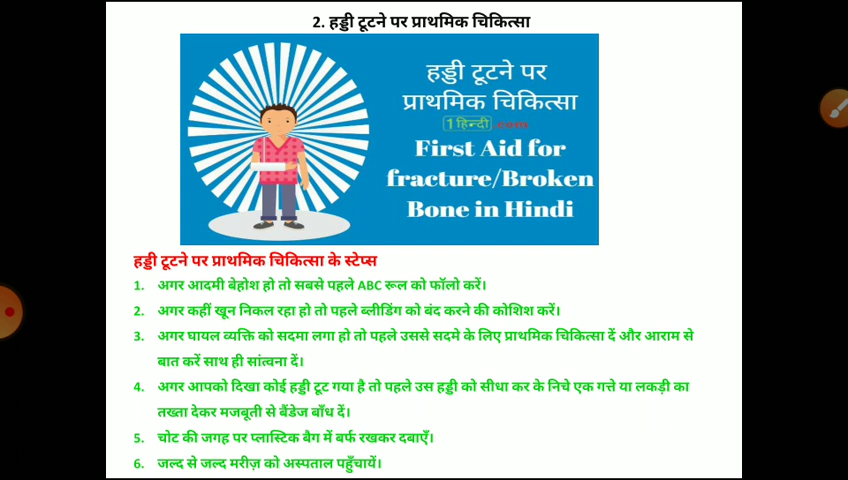 2. हड्डी टूटने पर प्राथमिक चिकित्सा
हड्डी टूटने पर
प्राथमिक चिकित्सा
1हिन्दी
First Aid for
fracture/Broken
Bone in Hindi
हड्डी टूटने पर प्राथमिक चिकित्सा के स्टेप्स
1. अगर आदमी बेहोश हो तो सबसे पहले ABC रूल को फॉलो करें।
2. अगर कहीं खून निकल रहा हो तो पहले ब्लीडिंग को बंद करने की कोशिश करें।
3. अगर घायल व्यक्ति को सदमा लगा हो तो पहले उससे सदमे के लिए प्राथमिक चिकित्सा दें और आराम से
बात करें साथ ही सांत्वना दें।
4. अगर आपको दिखा कोई हड्डी टूट गया है तो पहले उस हड्डी को सीधा कर के निचे एक गत्ते या लकड़ी का
तख्ता देकर मजबूती से बैंडेज बाँध दें।
5. चोट की जगह पर प्लास्टिक बैग में बर्फ रखकर दबाएँ।
6. जल्द से जल्द मरीज़ को अस्पताल पहुँचायें।